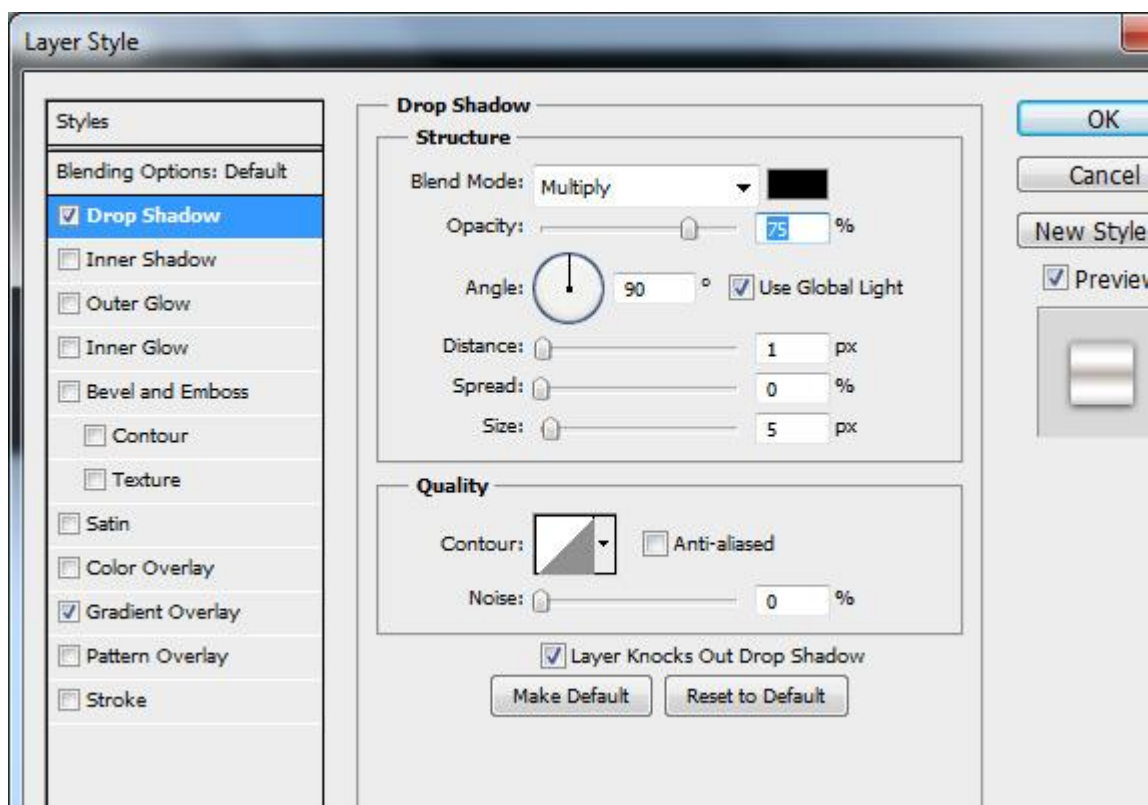 Layer Style
Styles
Blending Options: Default
Drop Shadow
Inner Shadow
Outer Glow
Inner Glow
Bevel and Emboss
Contour
Texture
Satin
Color Overlay
Gradient Overlay
Pattern Overlay
Stroke
Drop Shadow
Structure
Blend Mode: Multiply
Opacity: 75 %
Angle: 90 ° Use Global Light
Distance: 1 px
Spread: 0 %
Size: 5 px
Quality
Contour: Anti-aliased
Noise: 0 %
Layer Knocks Out Drop Shadow
Make Default Reset to Default
OK
Cancel
New Style
Preview